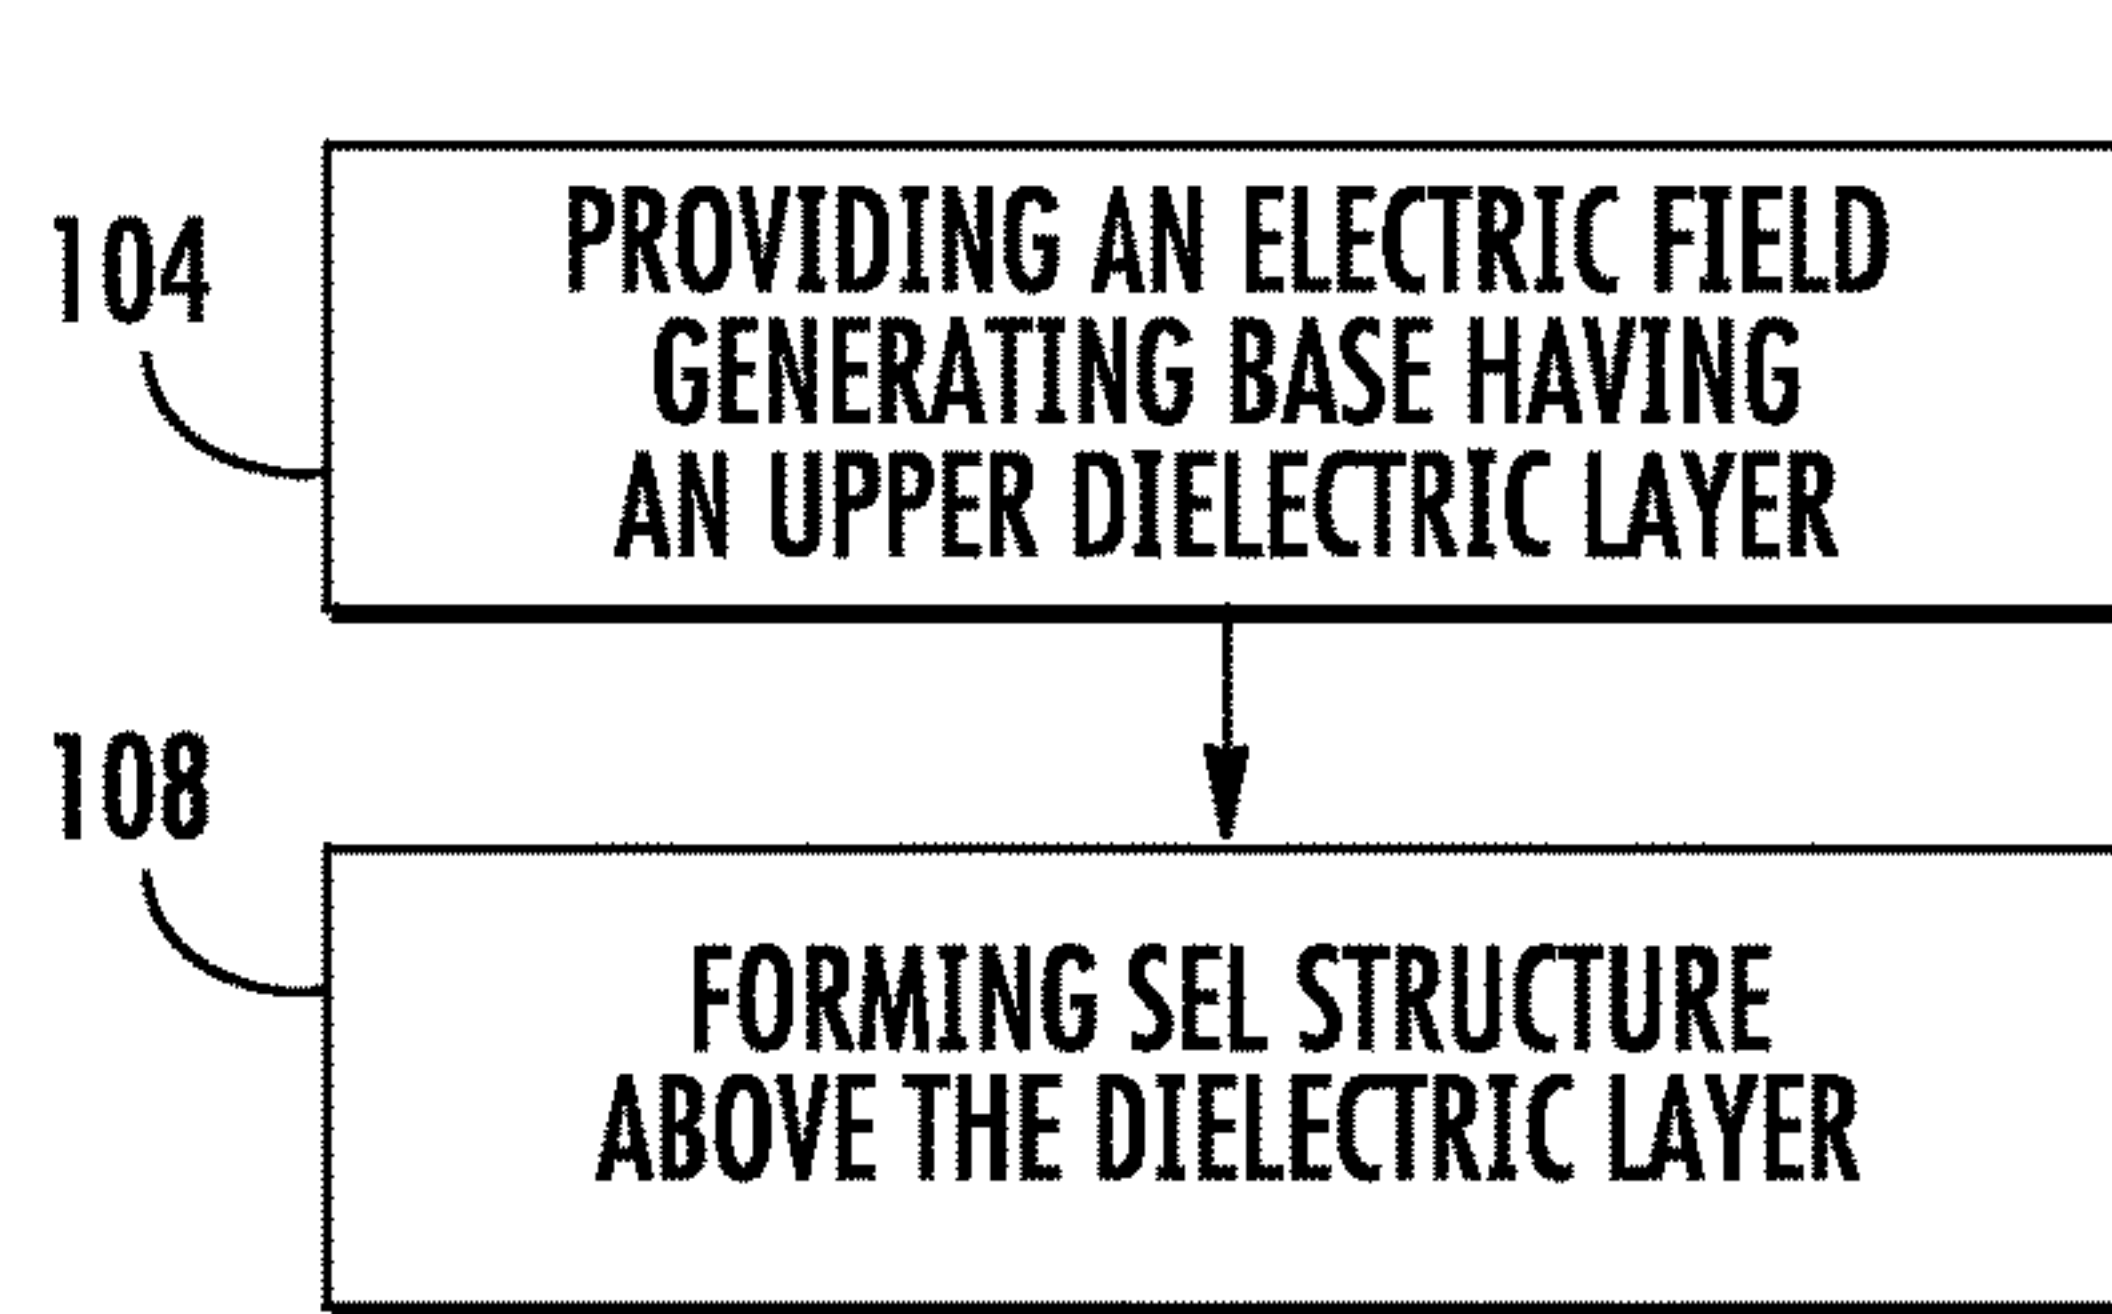 104
PROVIDING AN ELECTRIC FIELD
GENERATING BASE HAVING
AN UPPER DIELECTRIC LAYER
108
FORMING SEL STRUCTURE
ABOVE THE DIELECTRIC LAYER